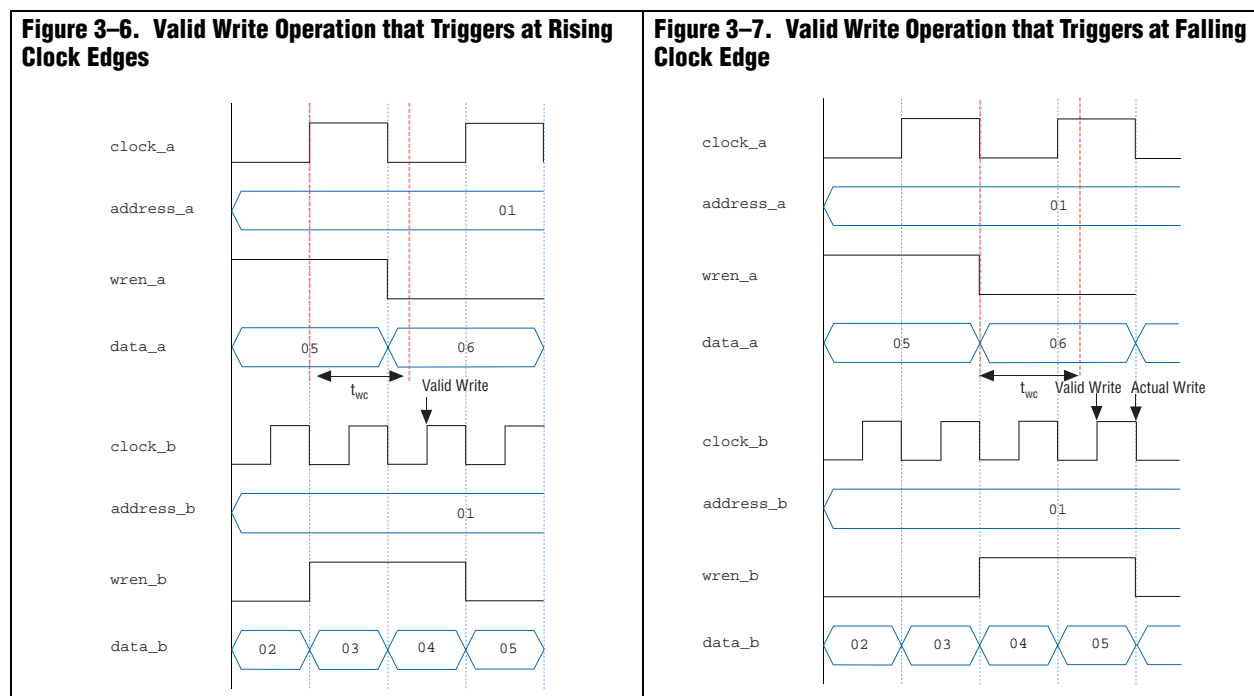 Figure 3–6. Valid Write Operation that Triggers at Rising
Clock Edges
clock_a
address_a
01
wren_a
data_a
05
06
twc
Valid Write
clock_b
address_b
01
wren_b
data_b
02
03
04
05
Figure 3–7. Valid Write Operation that Triggers at Falling
Clock Edge
clock_a
address_a
01
wren_a
data_a
05
06
twc
Valid Write
Actual Write
clock_b
address_b
01
wren_b
data_b
02
03
04
05